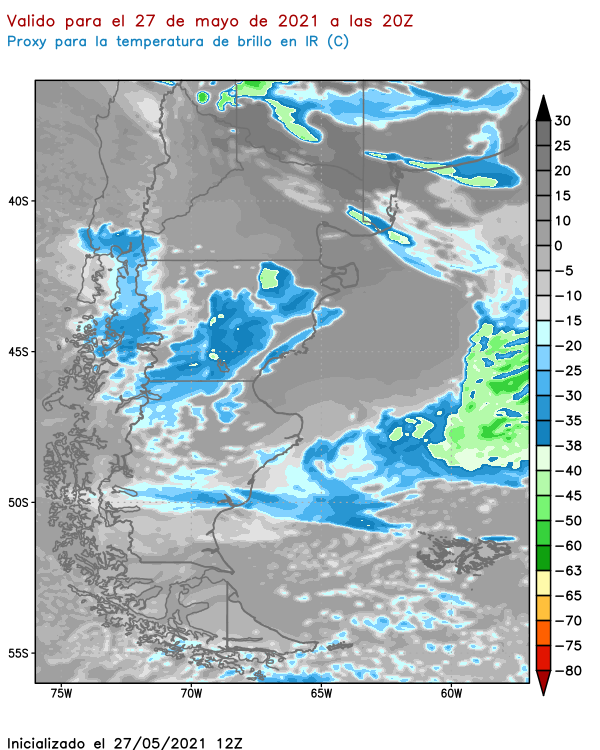 Valido para el 27 de mayo de 2021 a las 20Z
Proxy para la temperatura de brillo en IR (C)
30
25
20
15
10
0
−5
−10
−15
−20
−25
−30
−35
−38
−40
−45
−50
−60
−63
−65
−70
−75
−80
40S
45S
50S
55S
75W
70W
65W
60W
Inicializado el 27/05/2021 12Z